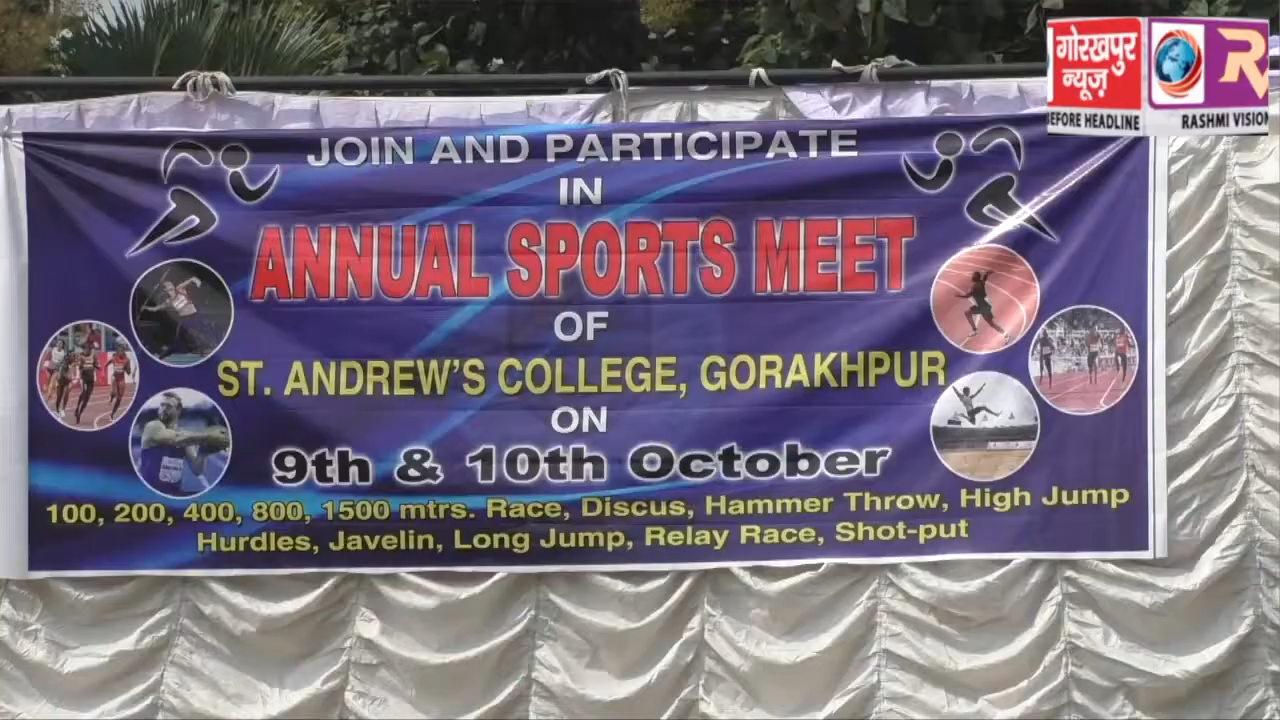 गोरखपुर
न्यूज़
R
EFORE HEADLINE
RASHMI VISION
JOIN AND PARTICIPATE
IN
ANNUAL SPORTS MEET
OF
ST. ANDREW'S COLLEGE, GORAKHPUR
ON
9th & 10th October
100, 200, 400, 800, 1500 mtrs. Race, Discus, Hammer Throw, High Jump
Hurdles, Javelin, Long Jump, Relay Race, Shot-put